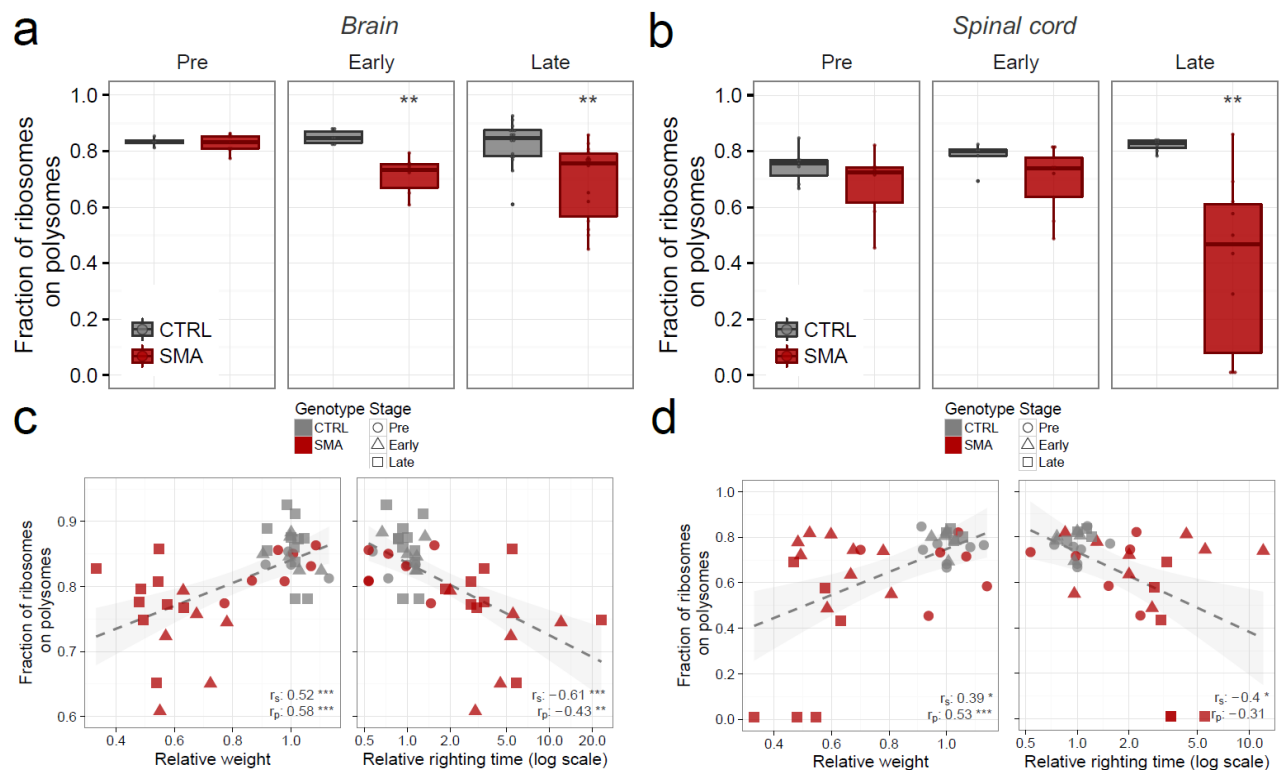 a
Brain
Pre Early Late
Fraction of ribosomes
on polysomes
1.0
0.8
0.6
0.4
0.2
0.0
** **
CTRL
SMA
b
Spinal cord
Pre Early Late
Fraction of ribosomes
on polysomes
1.0
0.8
0.6
0.4
0.2
0.0
**
CTRL
SMA
c
Genotype Stage
CTRL Pre
SMA Early
Late
Fraction of ribosomes
on polysomes
0.9
0.8
0.7
0.6
rs: 0.52 ***
rp: 0.58 ***
0.4 0.6 0.8 1.0
Relative weight
rs: −0.61 ***
rp: −0.43 **
0.5 1.0 2.0 5.0 10.0 20.0
Relative righting time (log scale)
d
Genotype Stage
CTRL Pre
SMA Early
Late
Fraction of ribosomes
on polysomes
1.0
0.8
0.6
0.4
0.2
0.0
rs: 0.39 *
rp: 0.53 ***
0.4 0.6 0.8 1.0
Relative weight
rs: −0.4 *
rp: −0.31
0.5 1.0 2.0 5.0 10.0
Relative righting time (log scale)